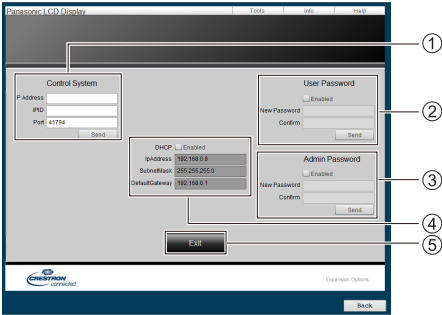 Panasonic LCD Display
Tools Info Help
①
Control System
IP Address
IPID
Port 41794
Send
User Password
Enabled
New Password
Confirm
Send
②
DHCP Enabled
IpAddress 192.168.0.8
SubnetMask 255.255.255.0
DefaultGateway 192.168.0.1
Admin Password
Enabled
New Password
Confirm
Send
③
④
Exit
⑤
CRESTRON
connected
Expansion Options
Back